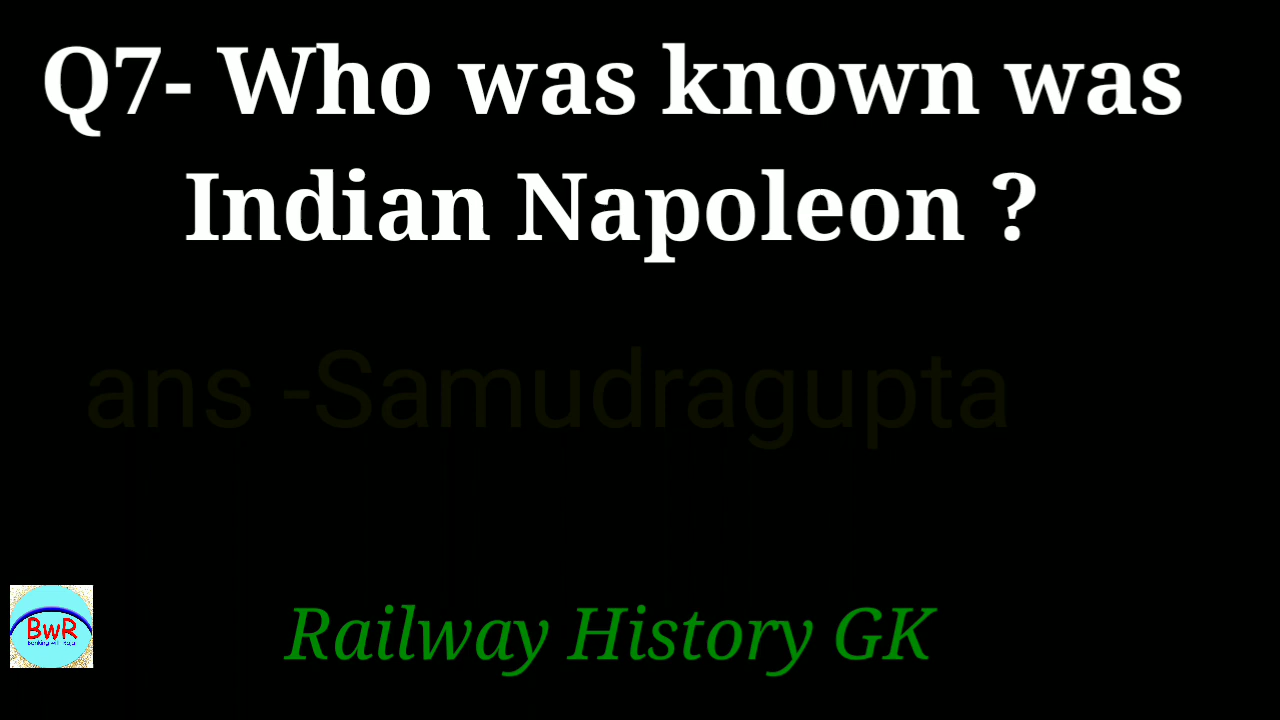 Q7- Who was known was
Indian Napoleon ?
ans -Samudragupta
BwR
Railway History GK